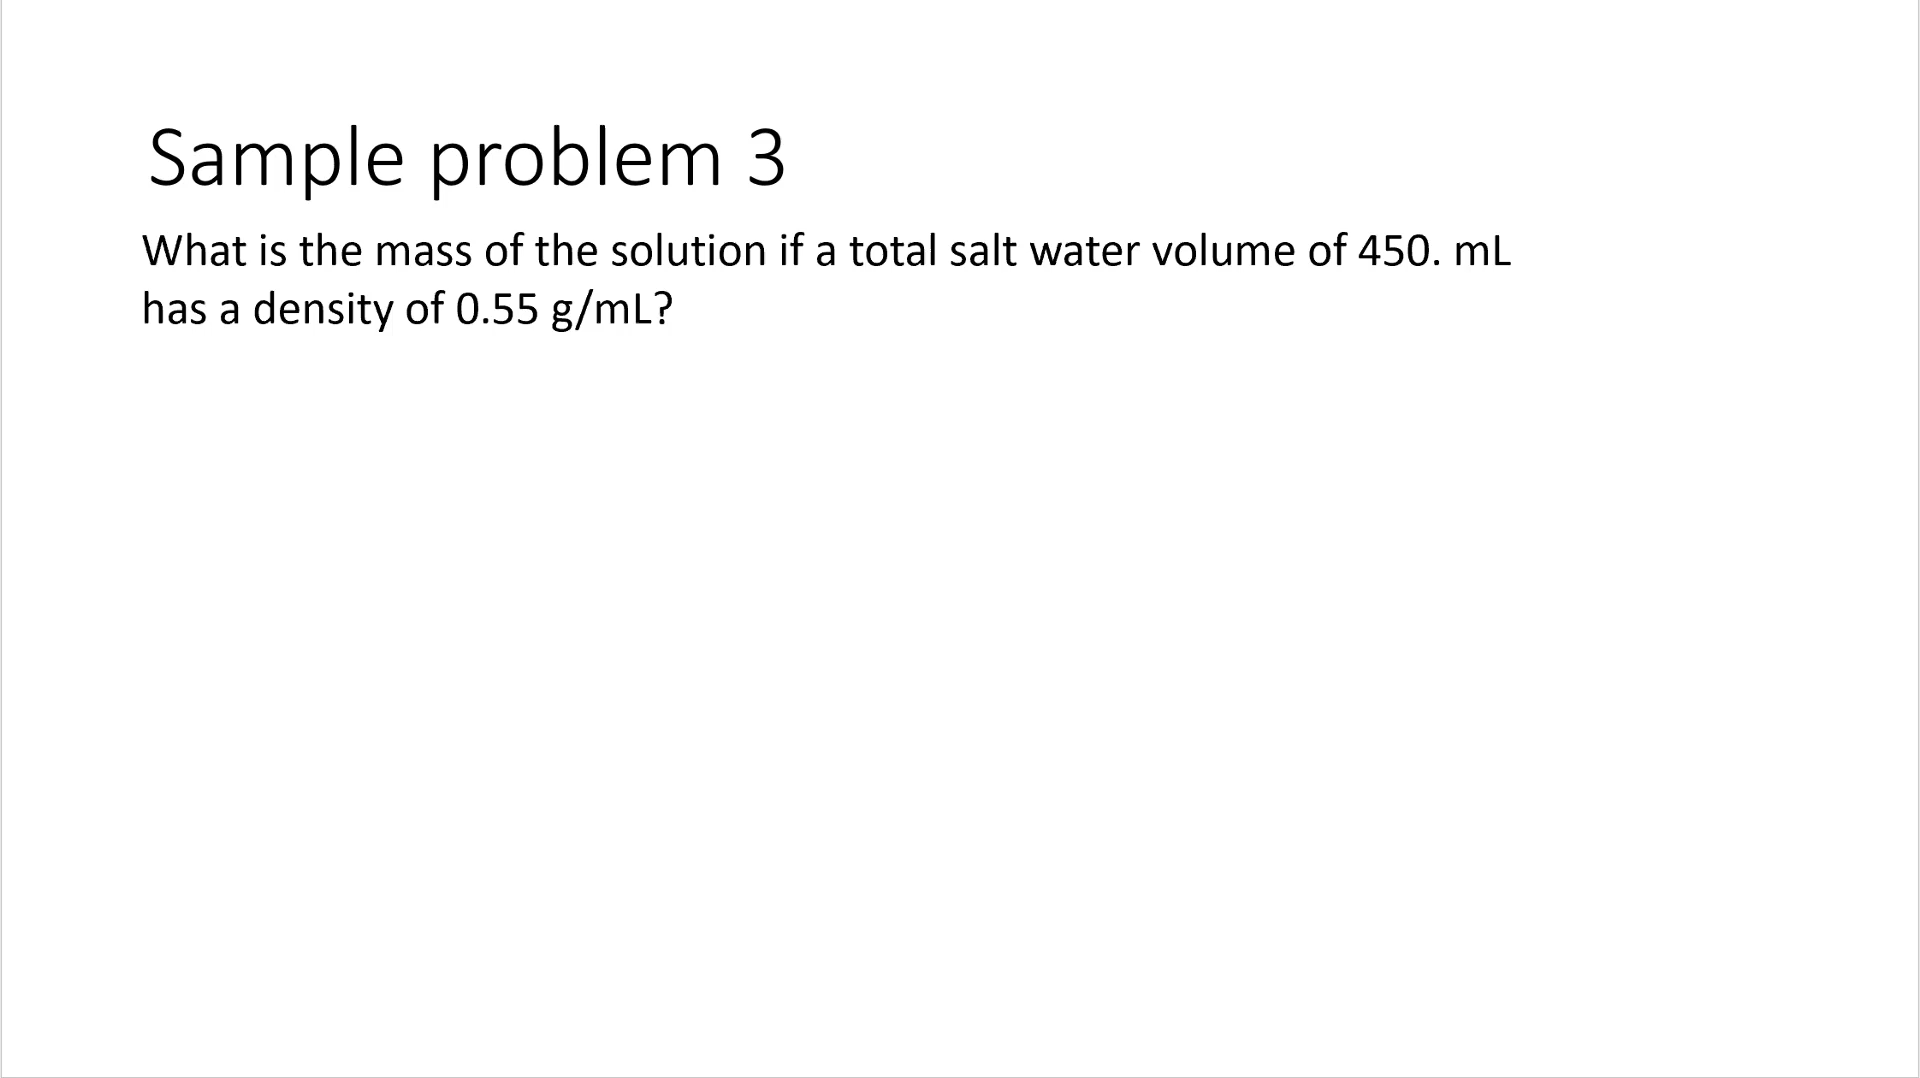 Sample problem 3
What is the mass of the solution if a total salt water volume of 450. mL
has a density of 0.55 g/mL?